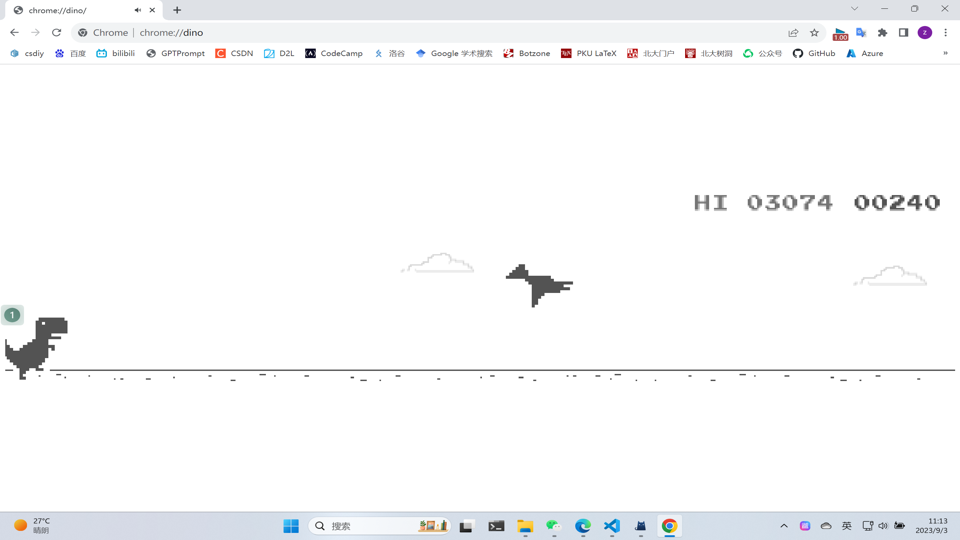 chrome://dino/
Chrome | chrome://dino
1.00
z
csdiy 百度 bilibili GPTPrompt CSDN D2L CodeCamp 洛谷 Google 学术搜索 Botzone PKU LaTeX 北大门户 北大树洞 公众号 GitHub Azure »
HI 03074 00240
1
27°C
晴朗
搜索
英
11:13
2023/9/3